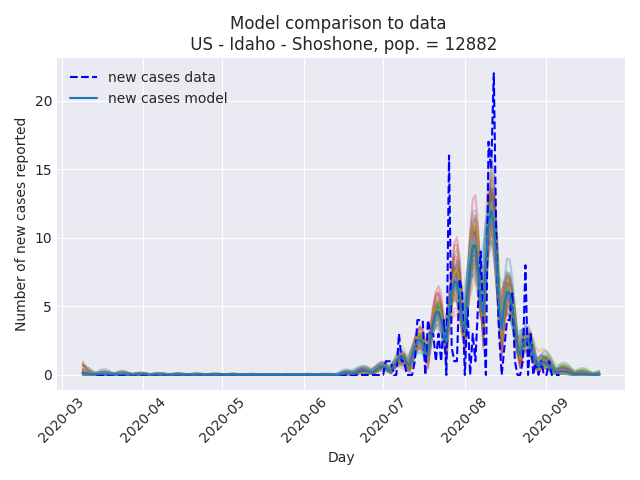 Model comparison to data
US - Idaho - Shoshone, pop. = 12882
new cases data
new cases model
Number of new cases reported
20
15
10
5
0
2020-03
2020-04
2020-05
2020-06
2020-07
2020-08
2020-09
Day